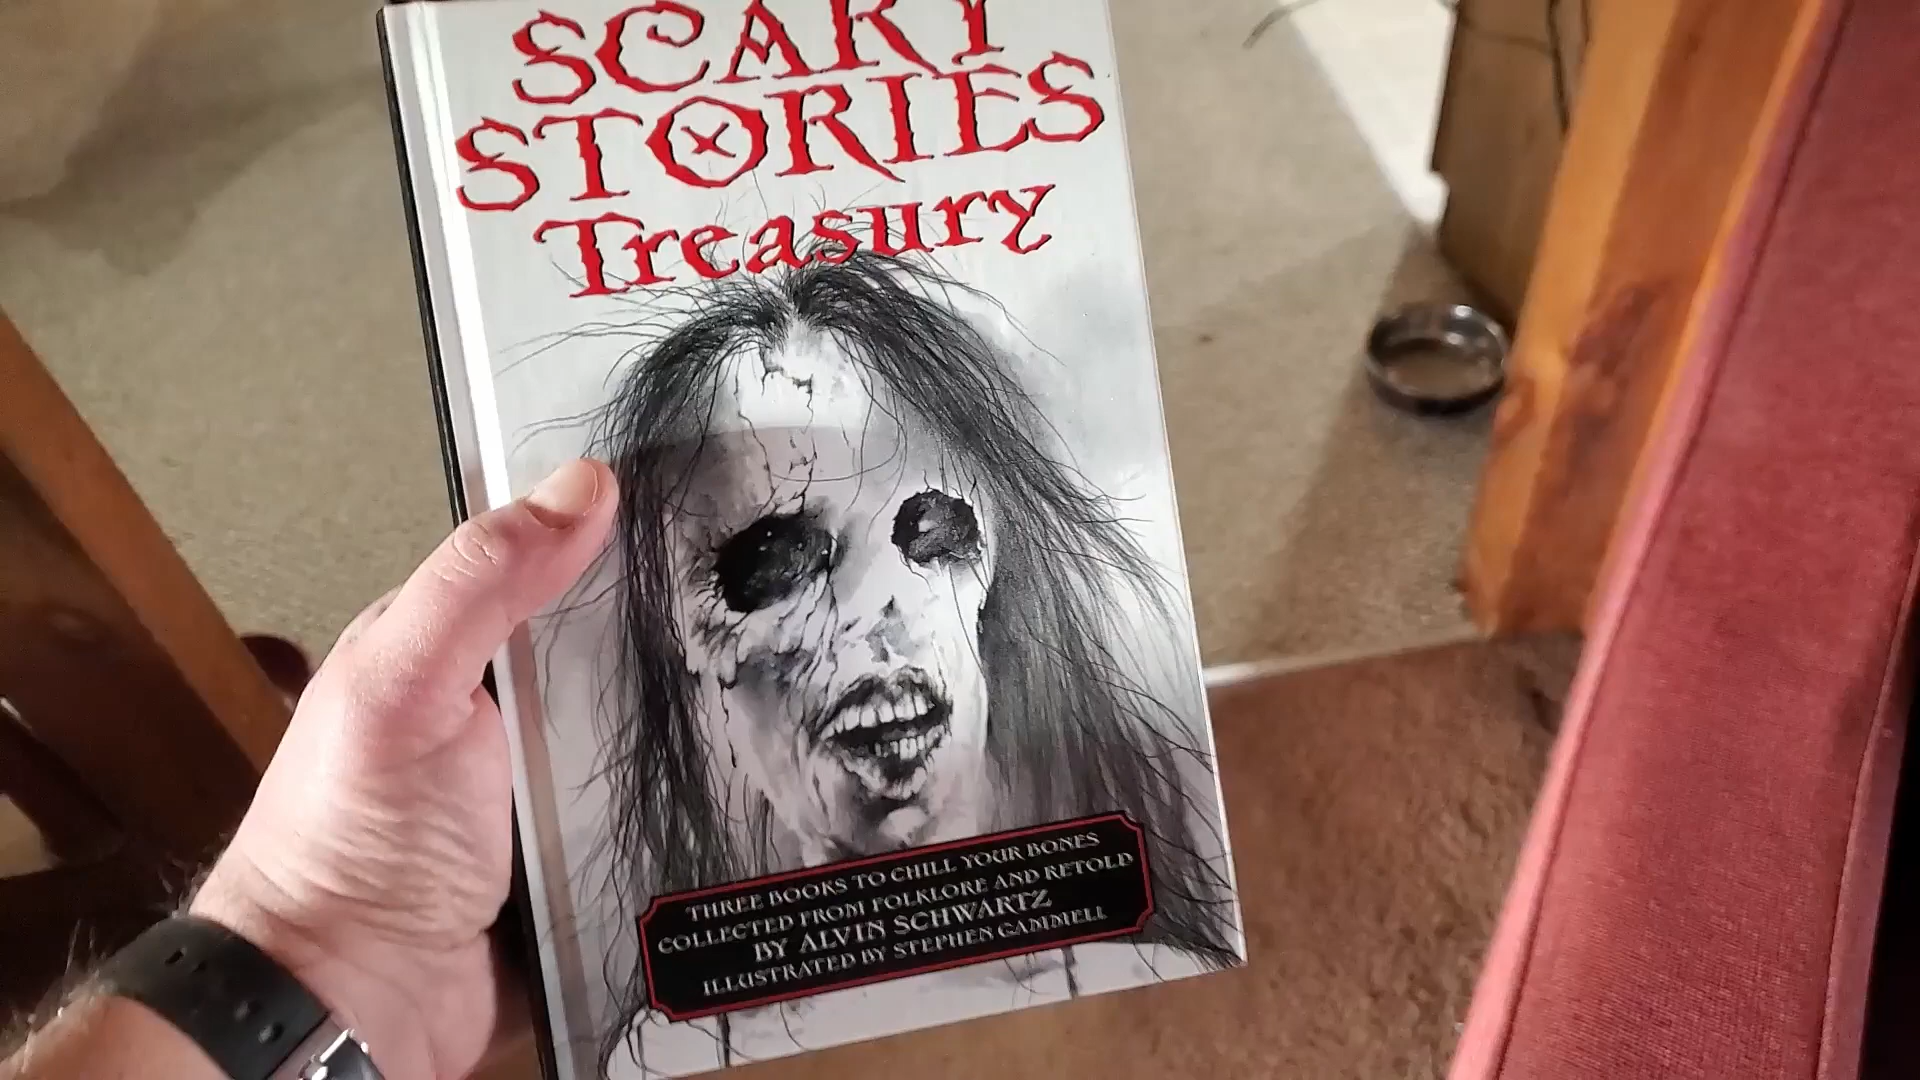 SCARY
STORIES
Treasury
THREE BOOKS TO CHILL YOUR BONES
COLLECTED FROM FOLKLORE AND RETOLD
BY ALVIN SCHWARTZ
ILLUSTRATED BY STEPHEN GAMMELL